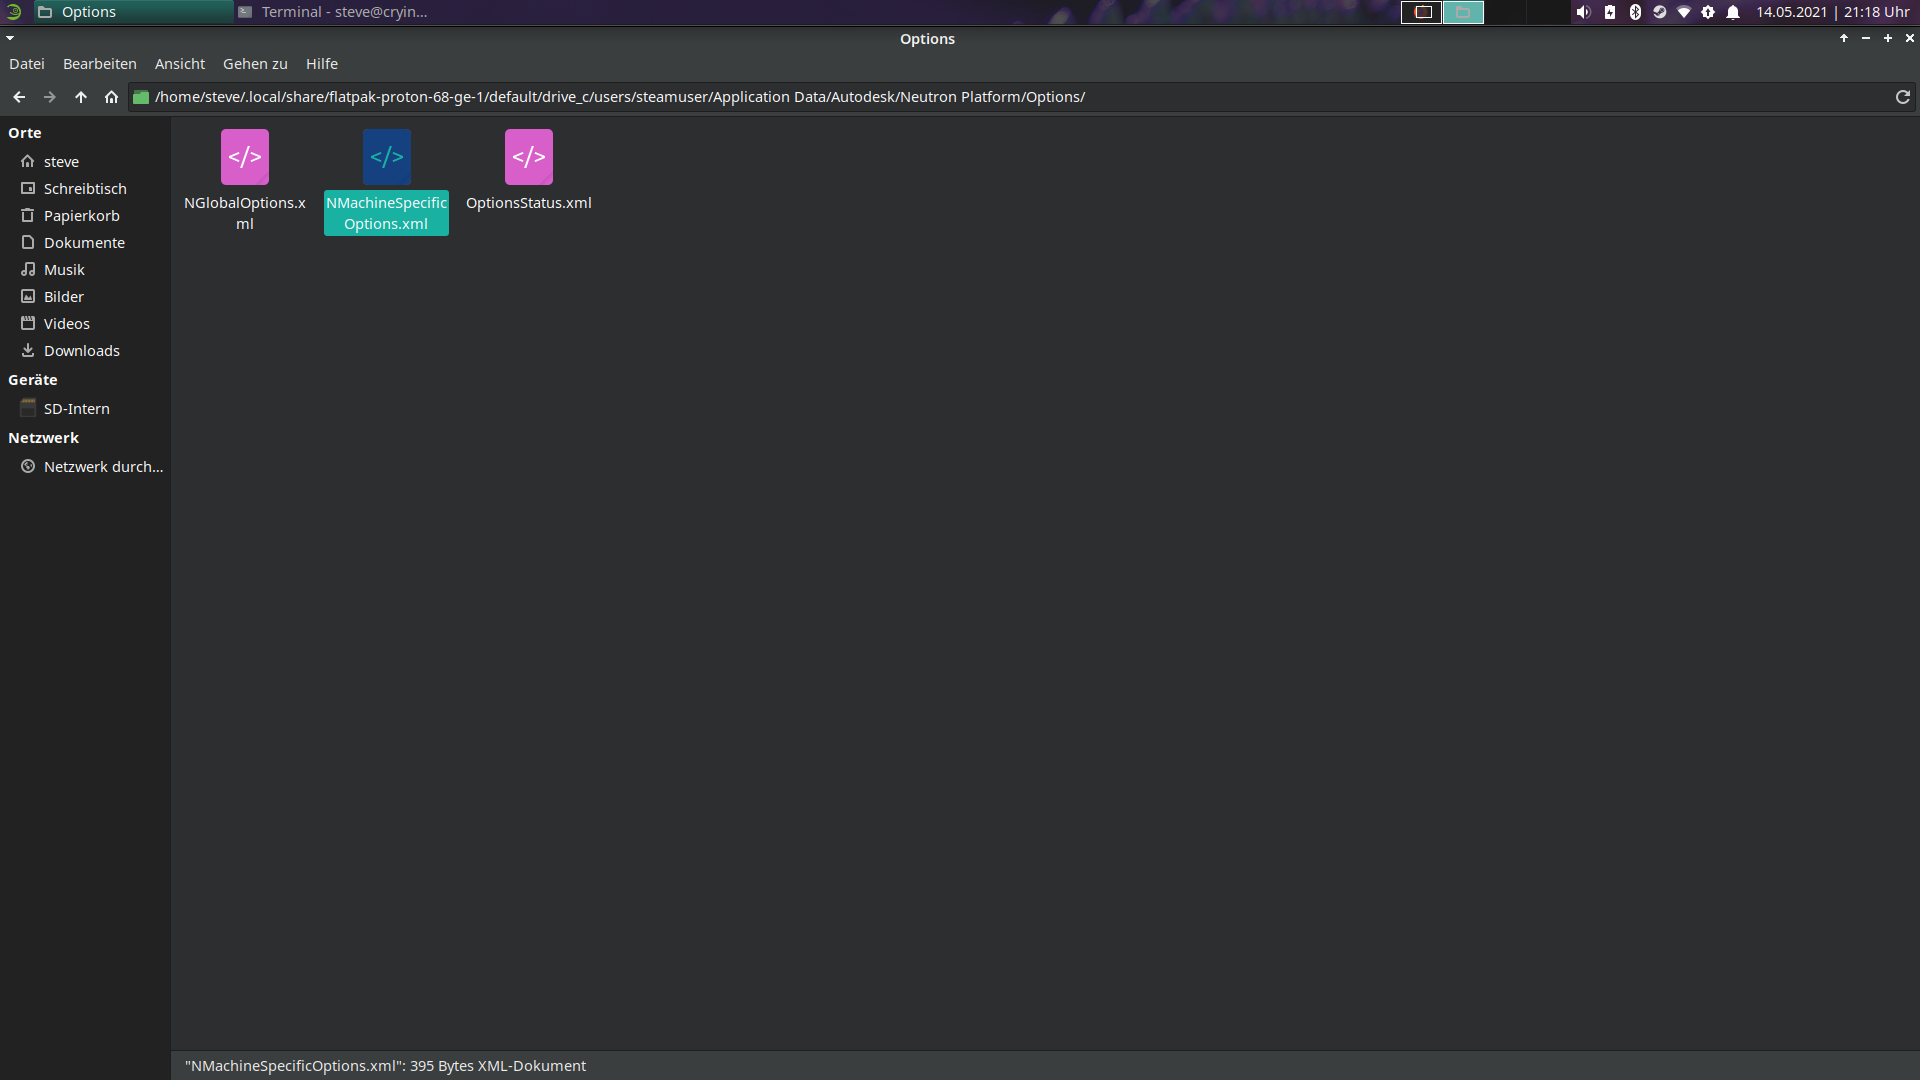 Options
Terminal - steve@cryin...
14.05.2021 | 21:18 Uhr
Options
Datei Bearbeiten Ansicht Gehen zu Hilfe
/home/steve/.local/share/flatpak-proton-68-ge-1/default/drive_c/users/steamuser/Application Data/Autodesk/Neutron Platform/Options/
Orte
steve
Schreibtisch
Papierkorb
Dokumente
Musik
Bilder
Videos
Downloads
Geräte
SD-Intern
Netzwerk
Netzwerk durch...
</>
NGlobalOptions.x
ml
</>
NMachineSpecific
Options.xml
</>
OptionsStatus.xml
"NMachineSpecificOptions.xml": 395 Bytes XML-Dokument